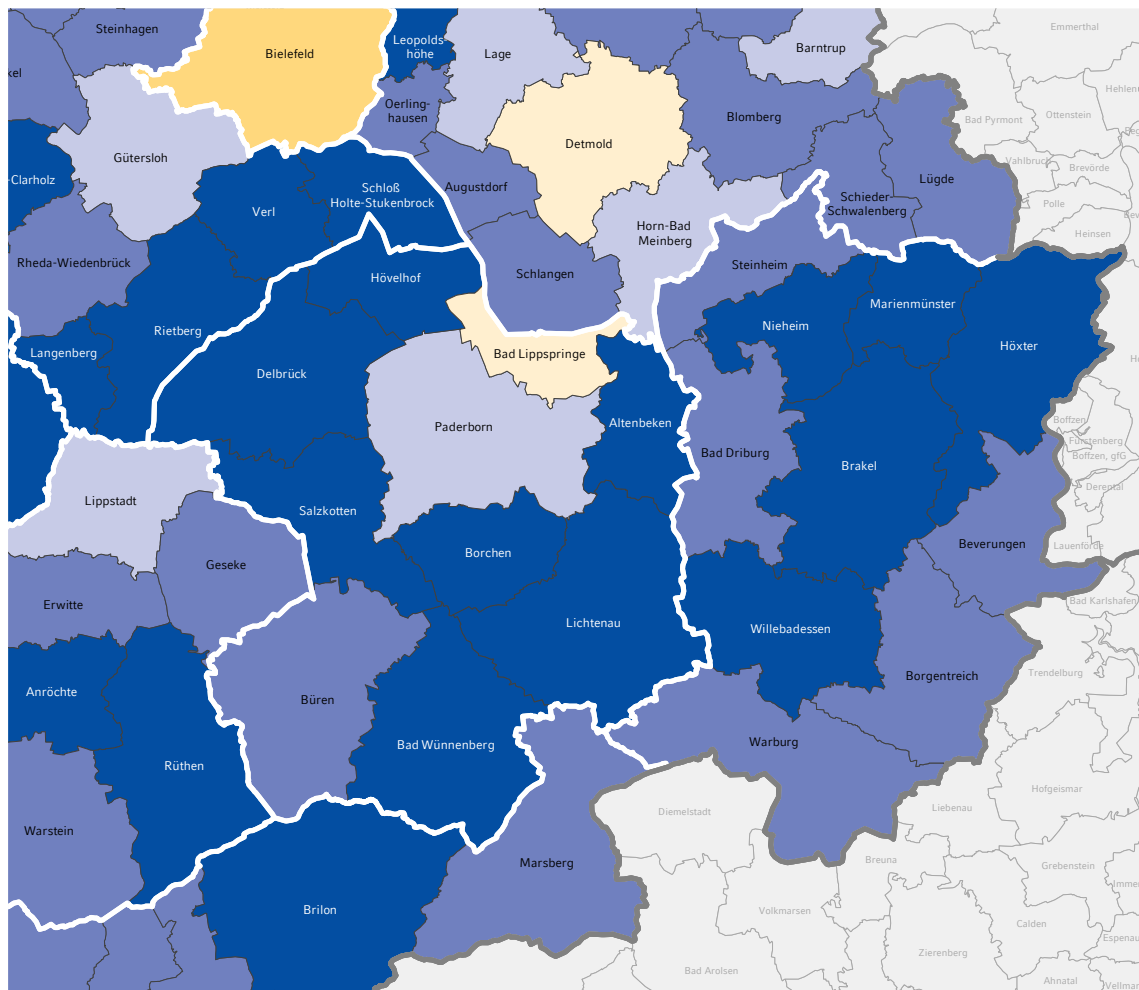 Steinhagen
Bielefeld
Leopolds-
höhe
Lage
Barntrup
Emmerthal
kel
Oerling-
hausen
Blomberg
Bad Pyrmont
Ottenstein
Hehlen
Gütersloh
Detmold
Vahlbruch
Brevörde
-Clarholz
Verl
Schloß
Holte-Stukenbrock
Augustdorf
Lügde
Schieder
Schwalenberg
Polle
Heinsen
Horn-Bad
Meinberg
Rheda-Wiedenbrück
Hövelhof
Schlangen
Steinheim
Marienmünster
Rietberg
Nieheim
Langenberg
Bad Lippspringe
Höxter
Delbrück
Paderborn
Altenbeken
Boffzen
Fürstenberg
Boffzen, gfG
Bad Driburg
Brakel
Derental
Lippstadt
Salzkotten
Borchen
Beverungen
Lauenförde
Geseke
Erwitte
Lichtenau
Willebadessen
Bad Karlshafen
Anröchte
Büren
Borgentreich
Trendelburg
Bad Wünnenberg
Warburg
Rüthen
Hofgeismar
Diemelstadt
Liebenau
Warstein
Marsberg
Breuna
Grebenstein
Imme
Brilon
Volkmarsen
Calden
Espenau
Zierenberg
Bad Arolsen
Ahnatal
Vellmar